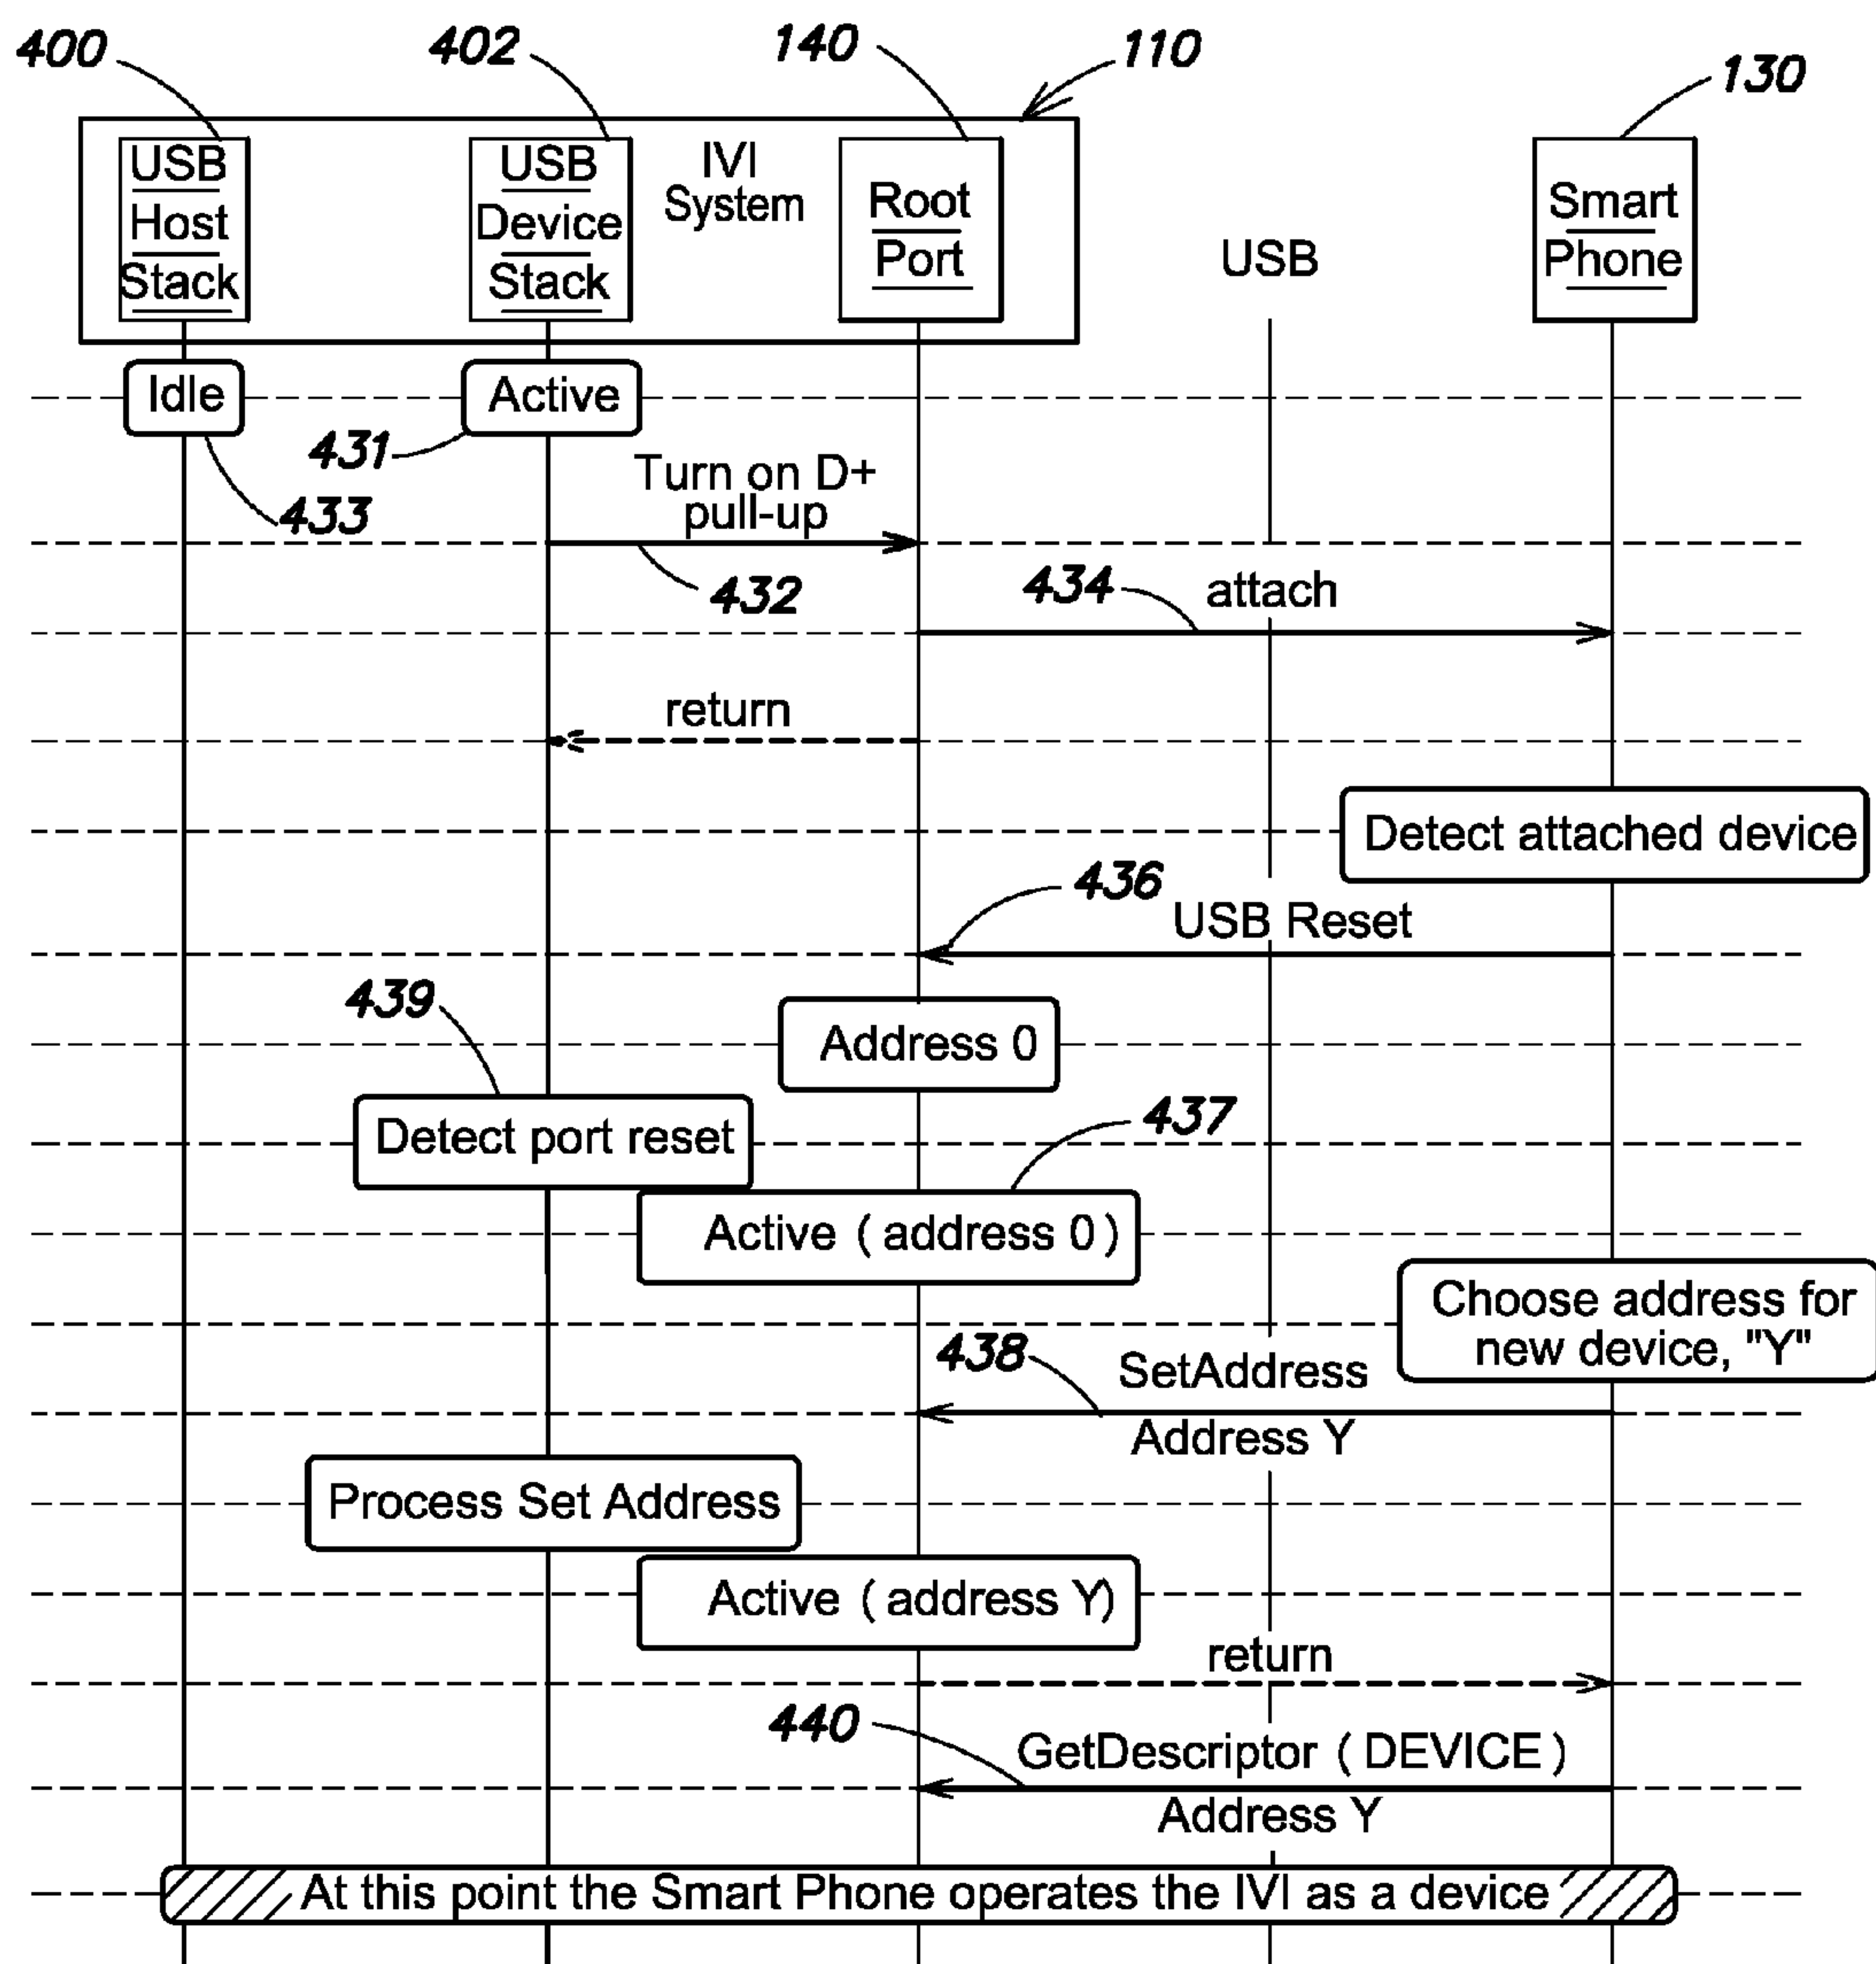 400
402
140
110
130
USB
Host
Stack
USB
Device
Stack
IVI
System
Root
Port
USB
Smart
Phone
Idle
Active
431
433
Turn on D+
pull-up
432
434
attach
return
Detect attached device
436
USB Reset
439
Address 0
Detect port reset
437
Active (address 0)
Choose address for
new device, "Y"
438
SetAddress
Address Y
Process Set Address
Active (address Y)
return
440
GetDescriptor (DEVICE)
Address Y
At this point the Smart Phone operates the IVI as a device